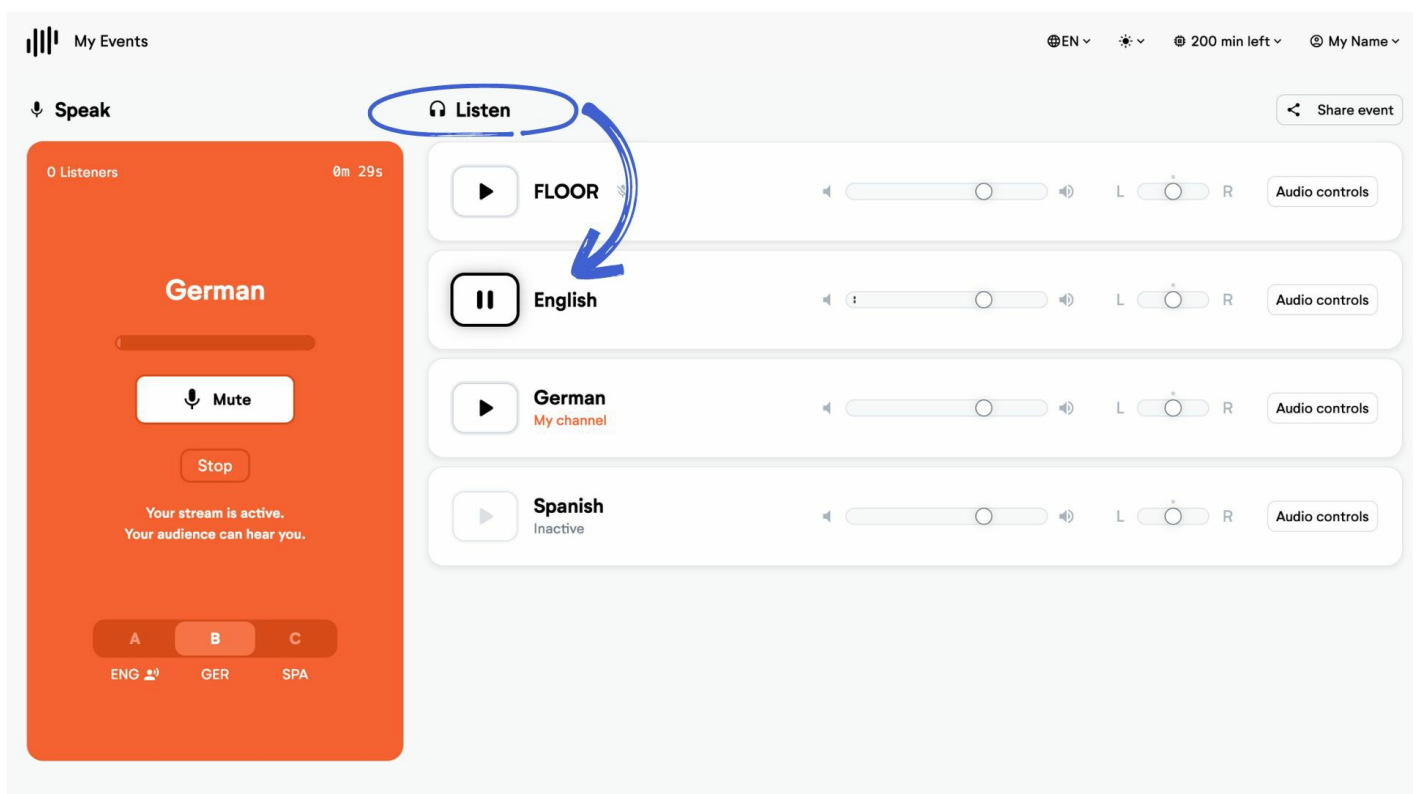 My Events
EN
200 min left
My Name
Speak
Listen
Share event
0 Listeners
0m 29s
German
Mute
Stop
Your stream is active.
Your audience can hear you.
A B C
ENG GER SPA
FLOOR
L R
Audio controls
English
L R
Audio controls
German
My channel
L R
Audio controls
Spanish
Inactive
L R
Audio controls